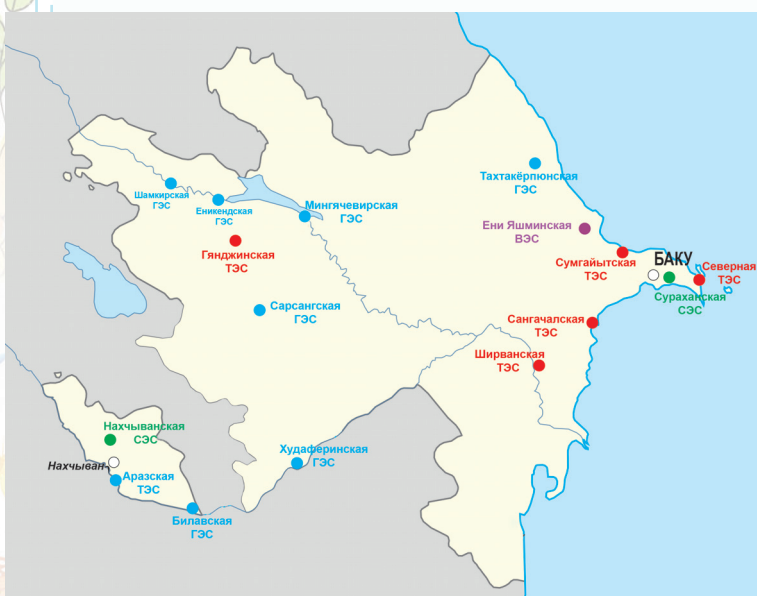 Тахтакёрпюнская
ГЭС
Шамкирская
ГЭС
Еникендская
ГЭС
Мингячевирская
ГЭС
Ени Яшминская
ВЭС
Гянджинская
ТЭС
Сумгайытская
ТЭС
БАКУ
Северная
ТЭС
Сураханская
СЭС
Сарсангская
ГЭС
Сангачалская
ТЭС
Ширванская
ТЭС
Нахчыванская
СЭС
Нахчыван
Аразская
ТЭС
Худаферинская
ГЭС
Билавская
ГЭС